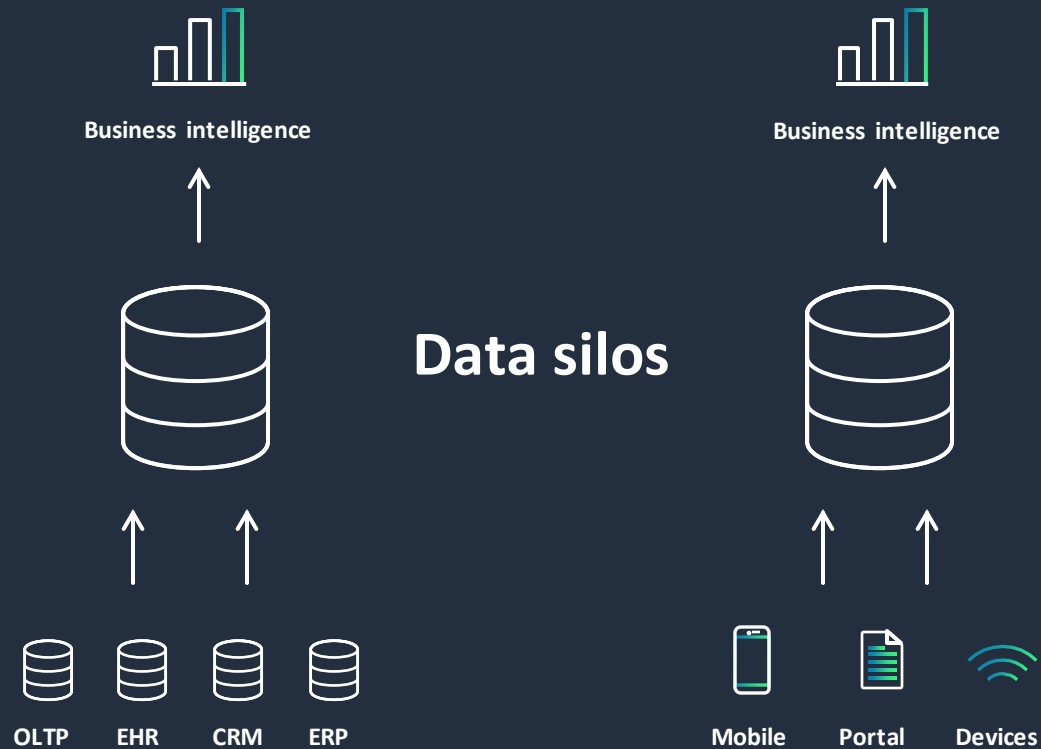 Business intelligence
Business intelligence
Data silos
OLTP EHR CRM ERP
Mobile Portal Devices